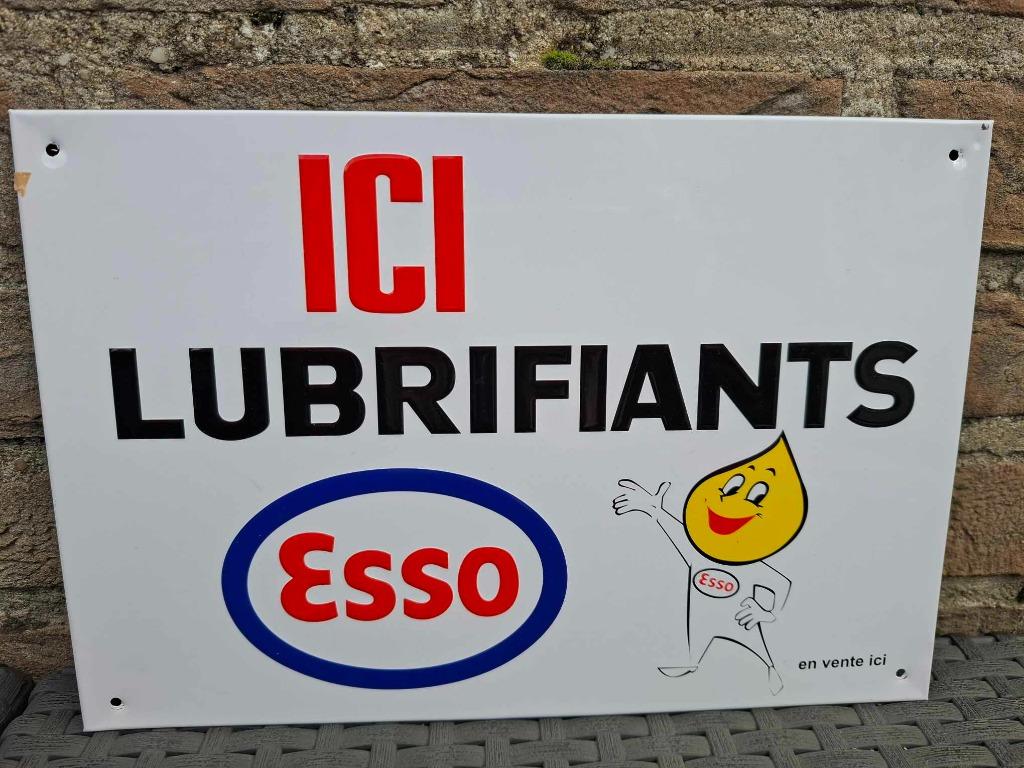 ICI
LUBRIFIANTS
Esso
Esso
en vente ici